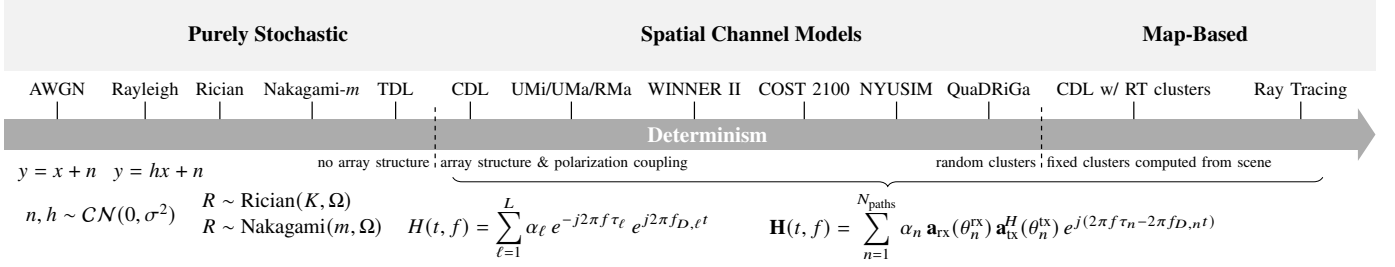 Purely Stochastic Spatial Channel Models Map-Based
AWGN Rayleigh Rician Nakagami-m TDL CDL UMi/UMa/RMa WINNER II COST 2100 NYUSIM QuaDRiGa CDL w/ RT clusters Ray Tracing
Determinism
no array structure array structure & polarization coupling random clusters fixed clusters computed from scene
y = x + n y = hx + n
n, h ∼ CN(0, σ²)
R ∼ Rician(K, Ω)
R ∼ Nakagami(m, Ω)
H(t, f) = ∑_{ℓ=1}^{L} α_ℓ e^{−j2πfτ_ℓ} e^{j2πf_{D,ℓ}t}
𝐇(t, f) = ∑_{n=1}^{N_paths} α_n 𝐚_rx(θ_n^rx) 𝐚_tx^H(θ_n^tx) e^{j(2πfτ_n−2πf_{D,n}t)}